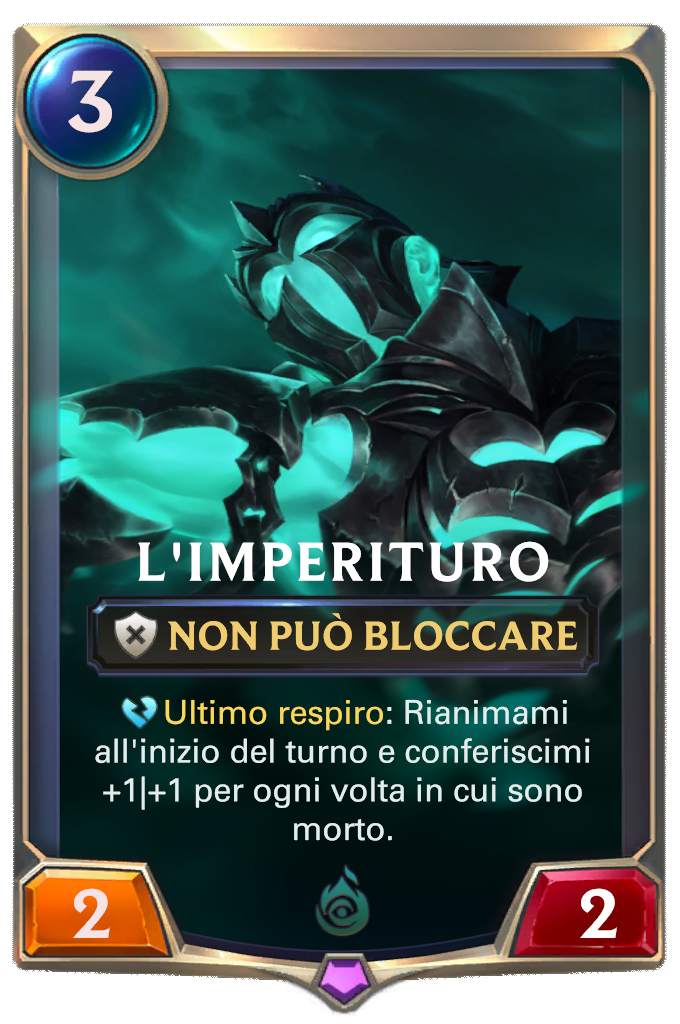 3
L'IMPERITURO
NON PUÒ BLOCCARE
Ultimo respiro: Rianimami
all'inizio del turno e conferiscimi
+1|+1 per ogni volta in cui sono
morto.
2
2